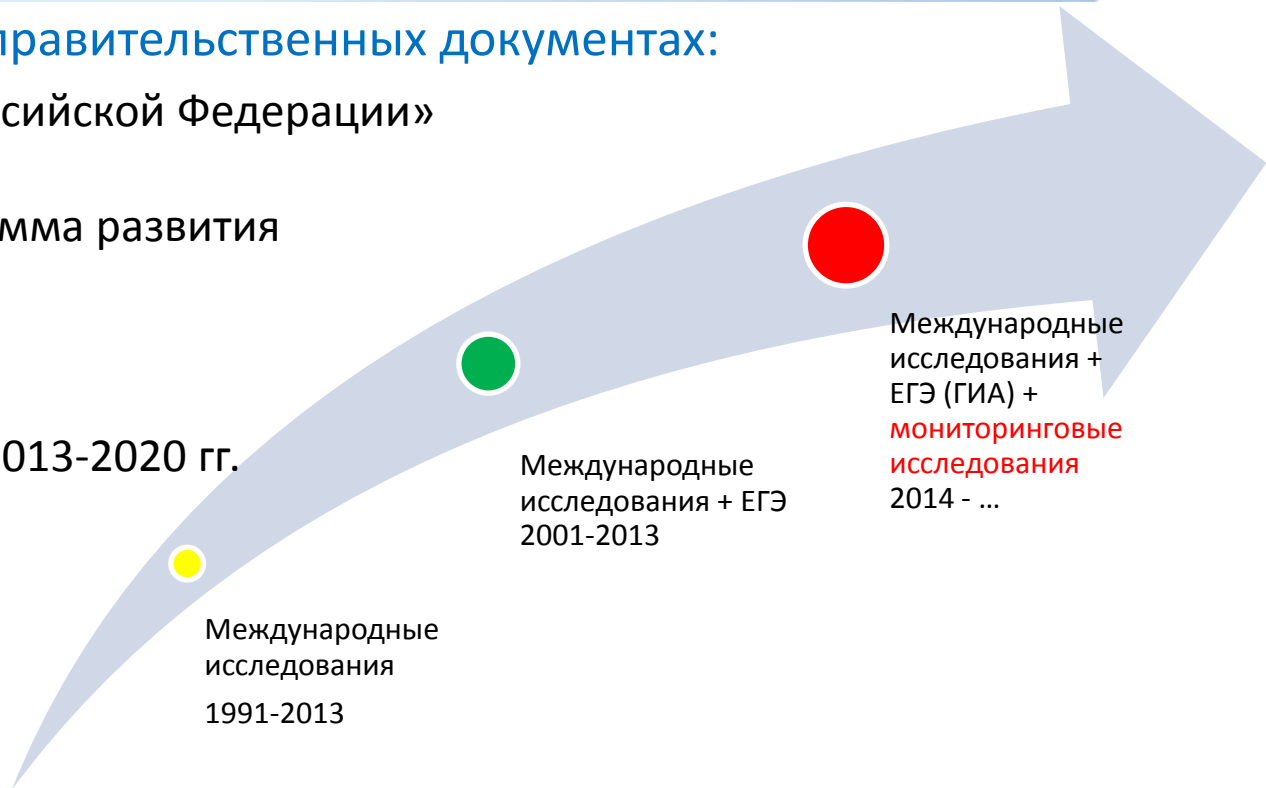 правительственных документах:
сийской Федерации»
мма развития
013-2020 гг.
Международные
исследования
1991-2013
Международные
исследования + ЕГЭ
2001-2013
Международные
исследования +
ЕГЭ (ГИА) +
мониторинговые
исследования
2014 - …